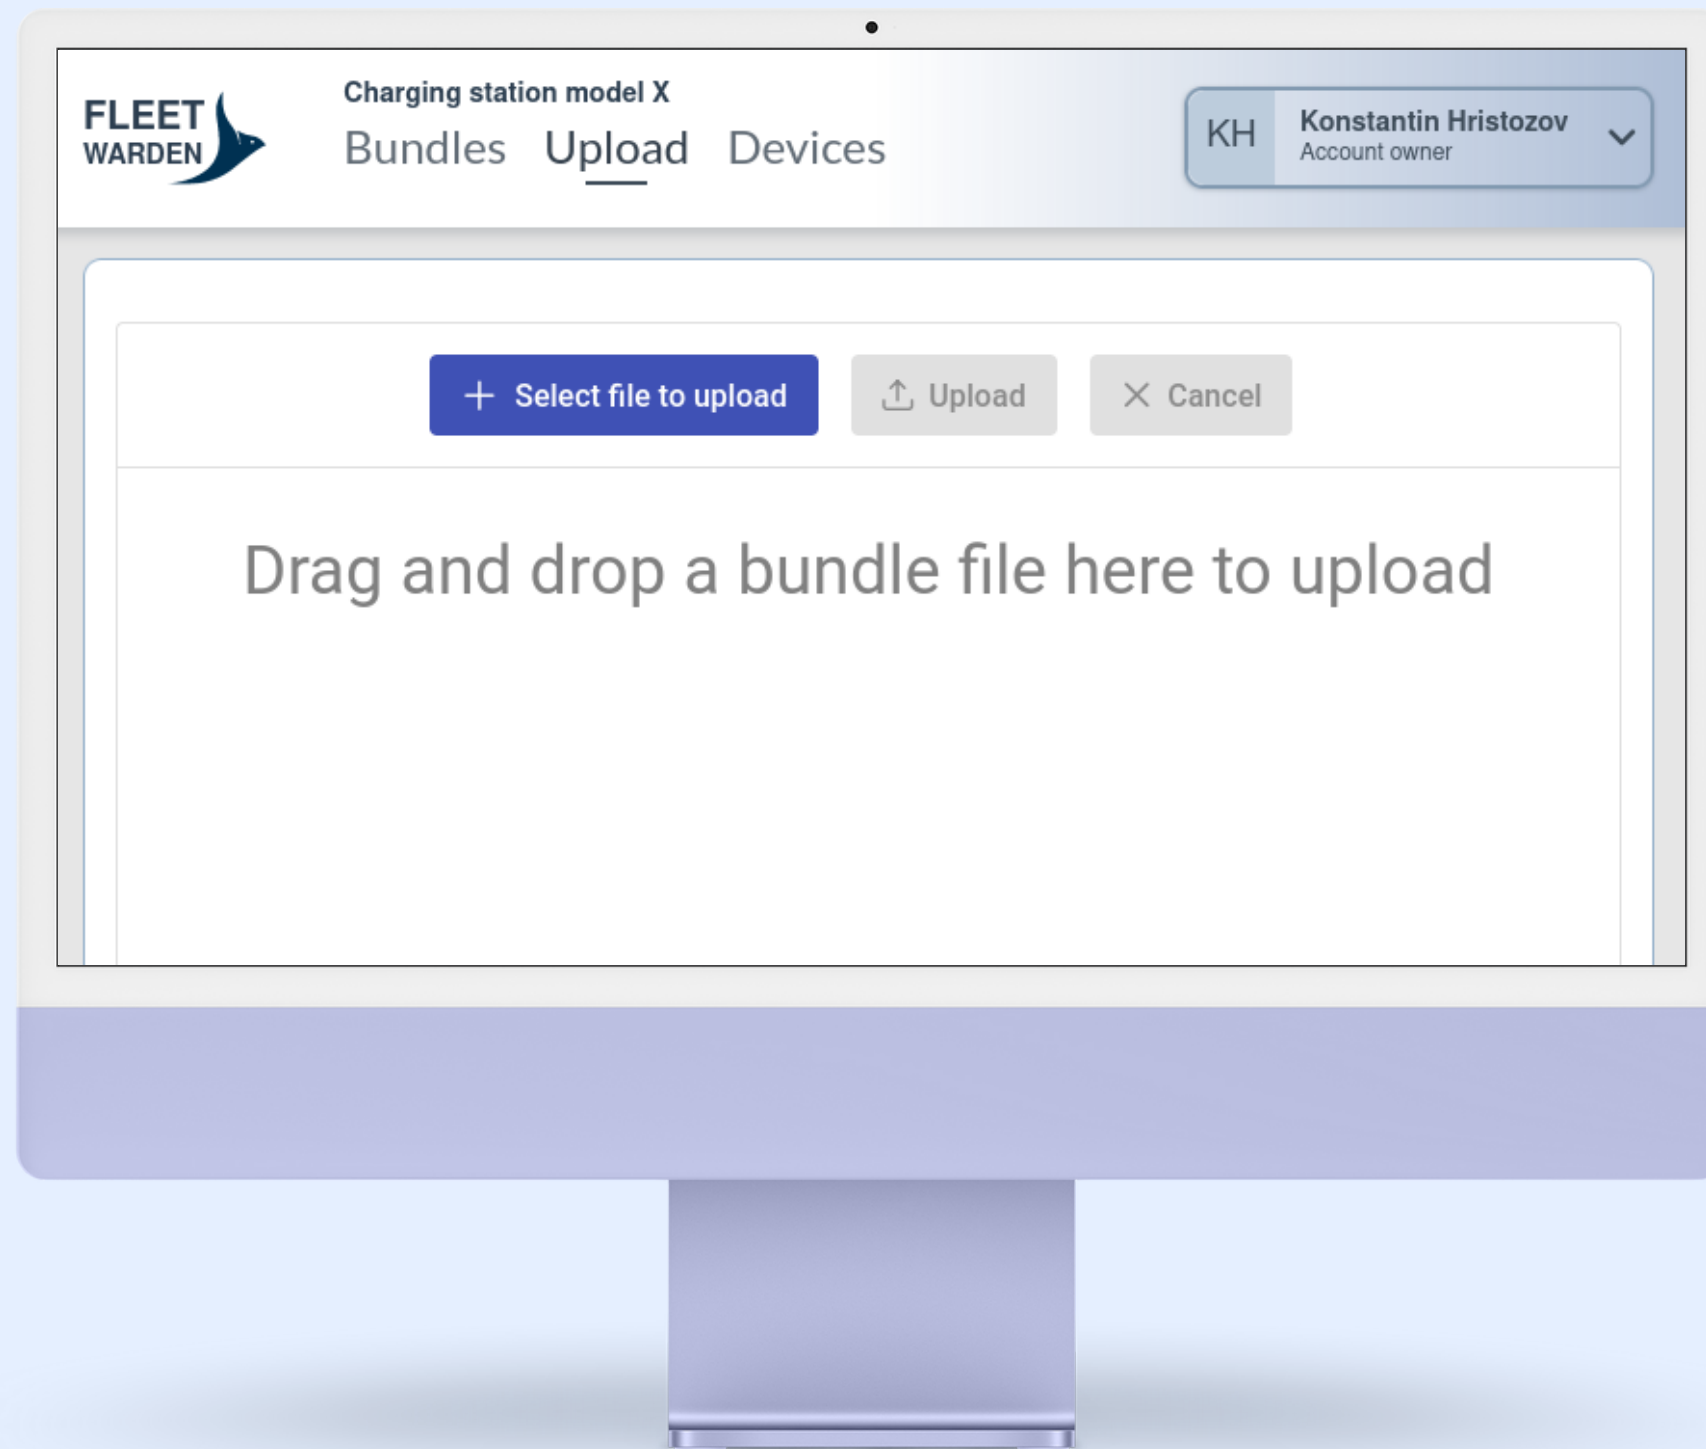 FLEET
WARDEN
Charging station model X
Bundles Upload Devices
KH
Konstantin Hristozov
Account owner
Select file to upload
Upload
Cancel
Drag and drop a bundle file here to upload